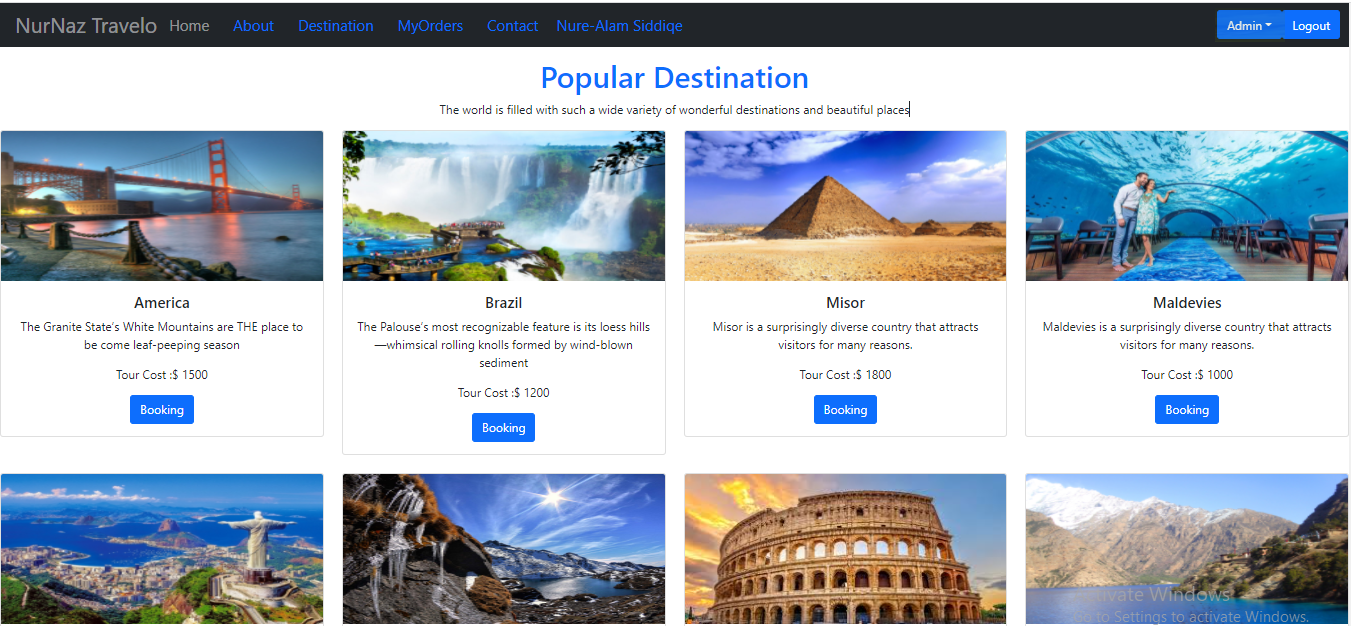 NurNaz Travelo Home About Destination MyOrders Contact Nure-Alam Siddiqe Admin Logout
Popular Destination
The world is filled with such a wide variety of wonderful destinations and beautiful places
America
The Granite State’s White Mountains are THE place to
be come leaf-peeping season
Tour Cost :$ 1500
Booking
Brazil
The Palouse’s most recognizable feature is its loess hills
—whimsical rolling knolls formed by wind-blown
sediment
Tour Cost :$ 1200
Booking
Misor
Misor is a surprisingly diverse country that attracts
visitors for many reasons.
Tour Cost :$ 1800
Booking
Maldevies
Maldevies is a surprisingly diverse country that attracts
visitors for many reasons.
Tour Cost :$ 1000
Booking
Activate Windows
Go to Settings to activate Windows.